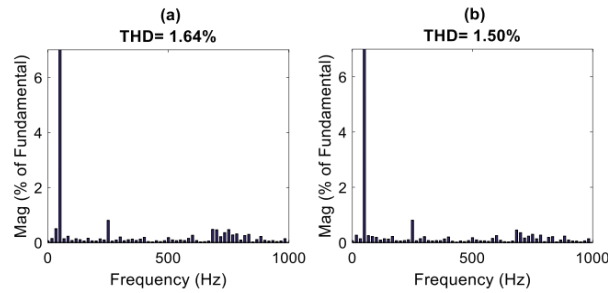 (a)
THD= 1.64%
Mag (% of Fundamental)
6
4
2
0
0 500 1000
Frequency (Hz)
(b)
THD= 1.50%
Mag (% of Fundamental)
6
4
2
0
0 500 1000
Frequency (Hz)